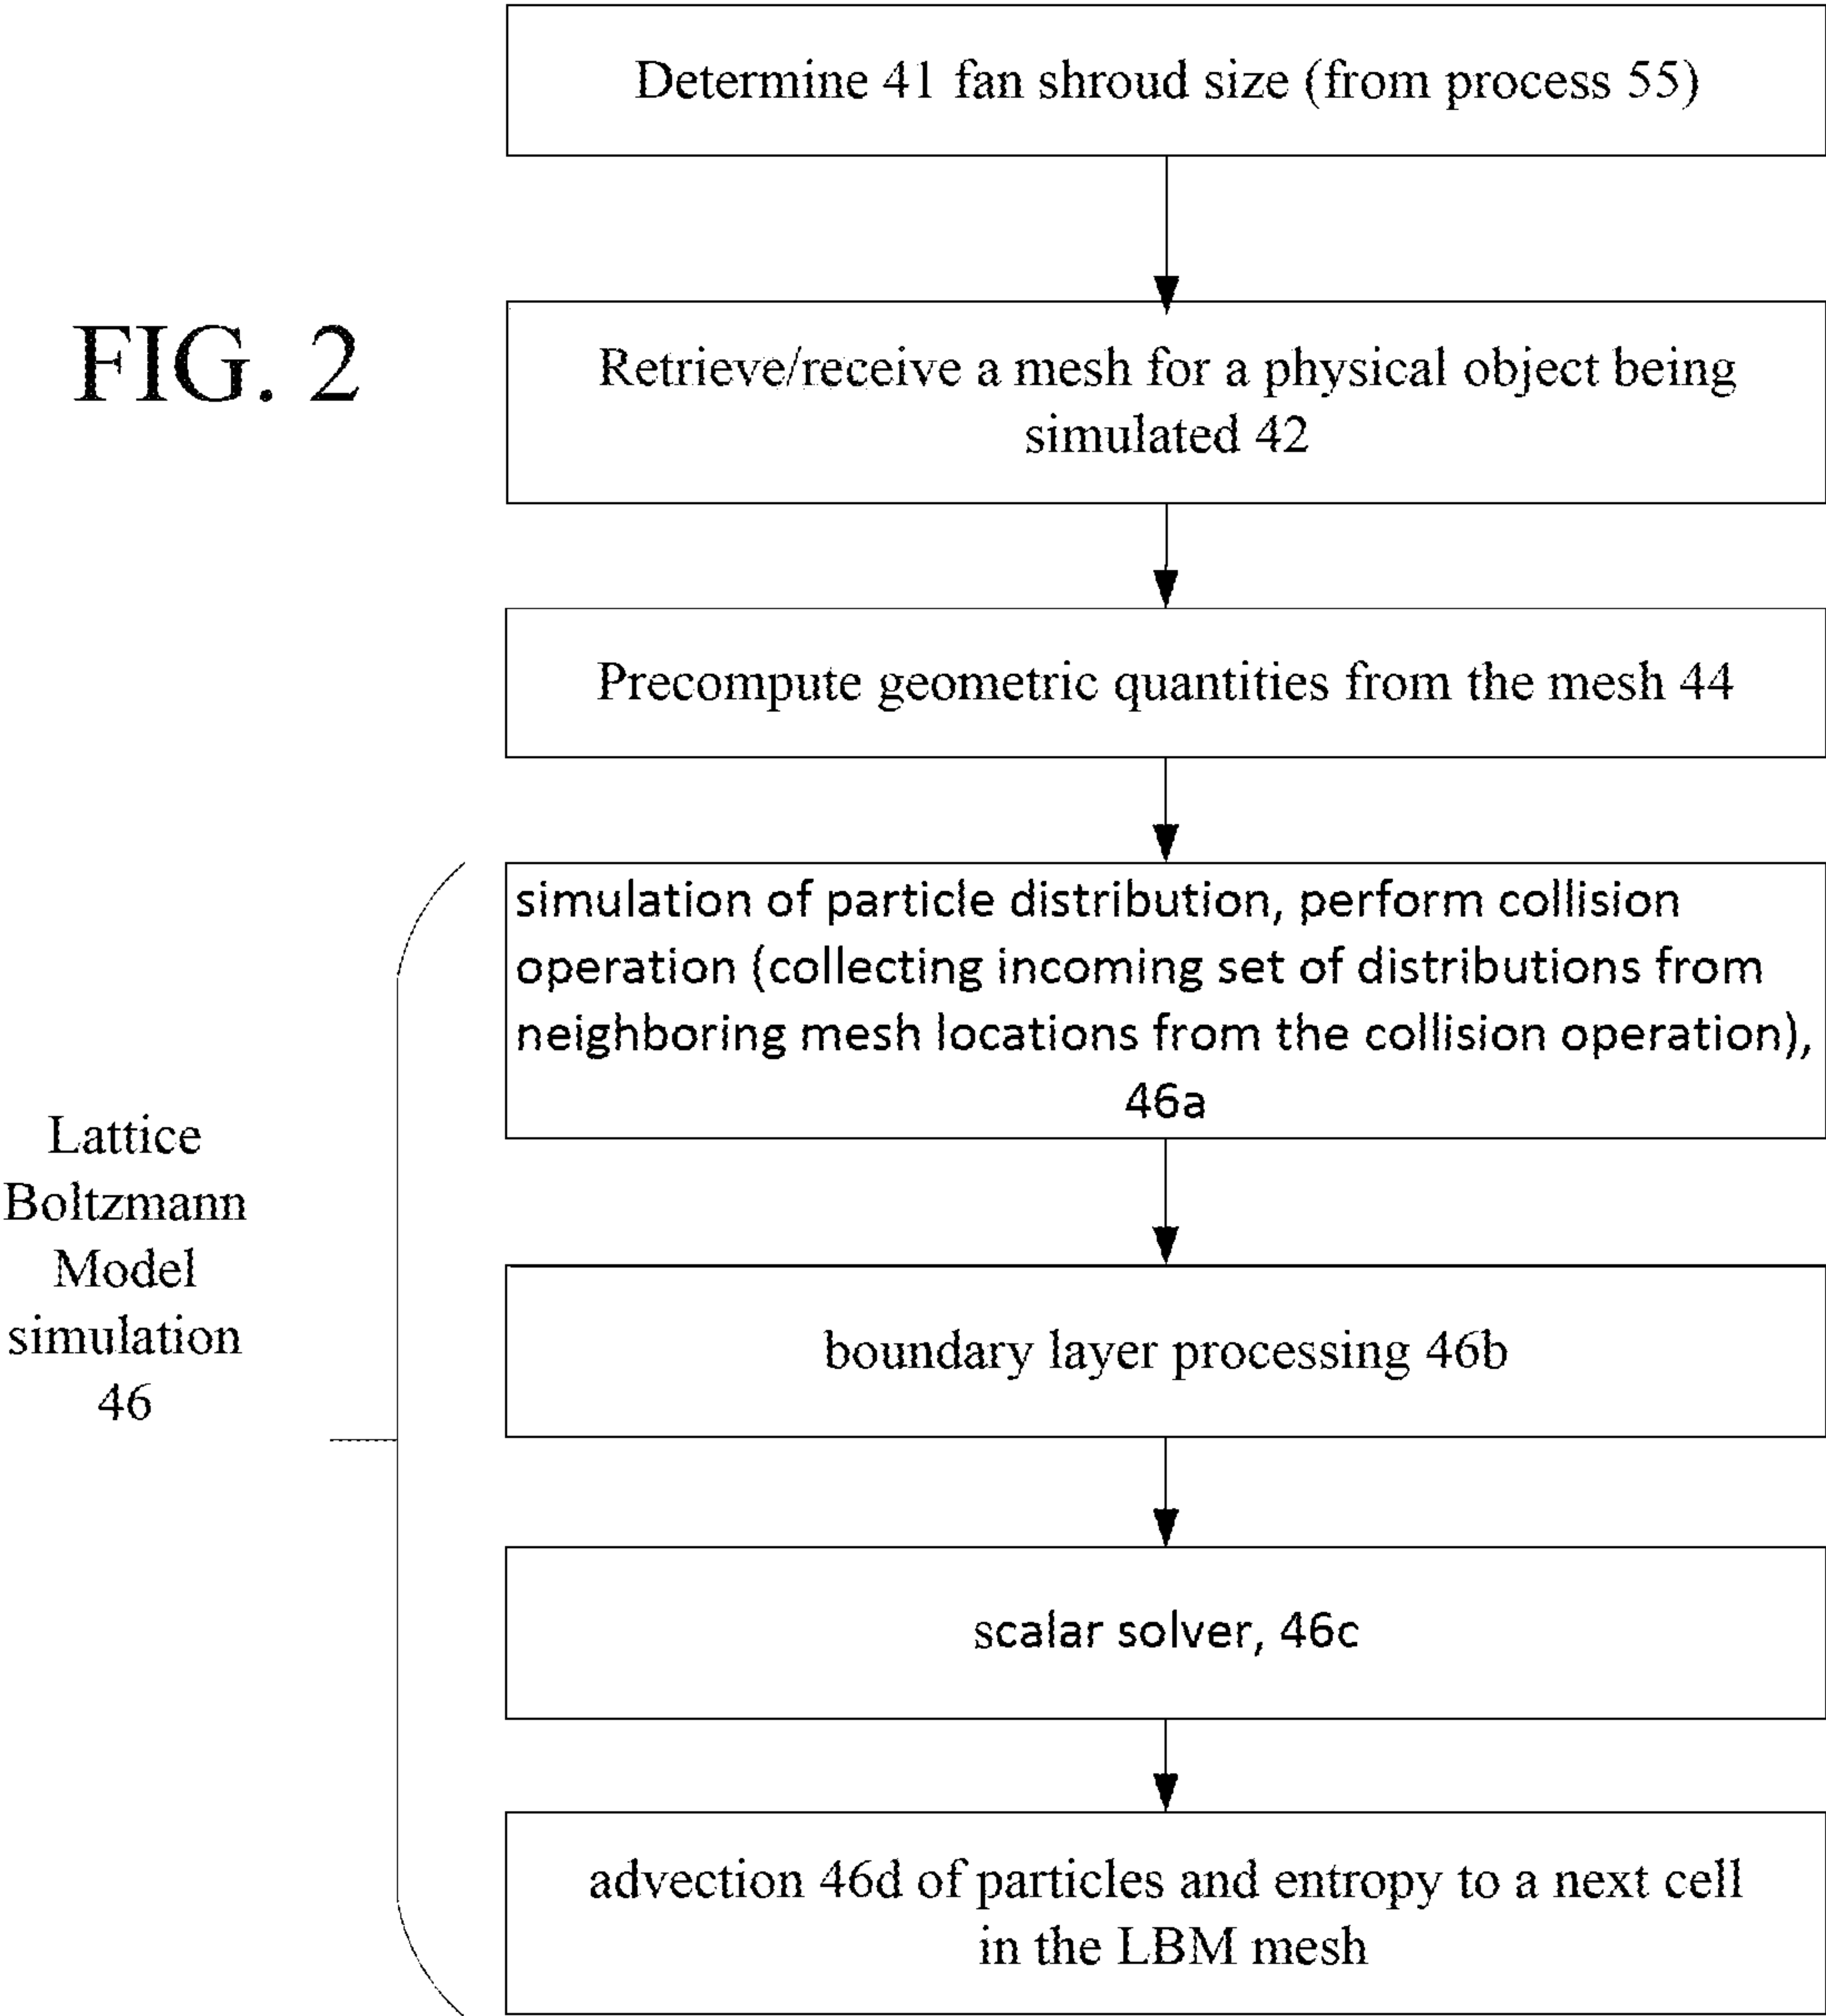 Determine 41 fan shroud size (from process 55)
FIG. 2
Retrieve/receive a mesh for a physical object being
simulated 42
Precompute geometric quantities from the mesh 44
simulation of particle distribution, perform collision
operation (collecting incoming set of distributions from
neighboring mesh locations from the collision operation),
46a
Lattice
Boltzmann
Model
simulation
46
boundary layer processing 46b
scalar solver, 46c
advection 46d of particles and entropy to a next cell
in the LBM mesh